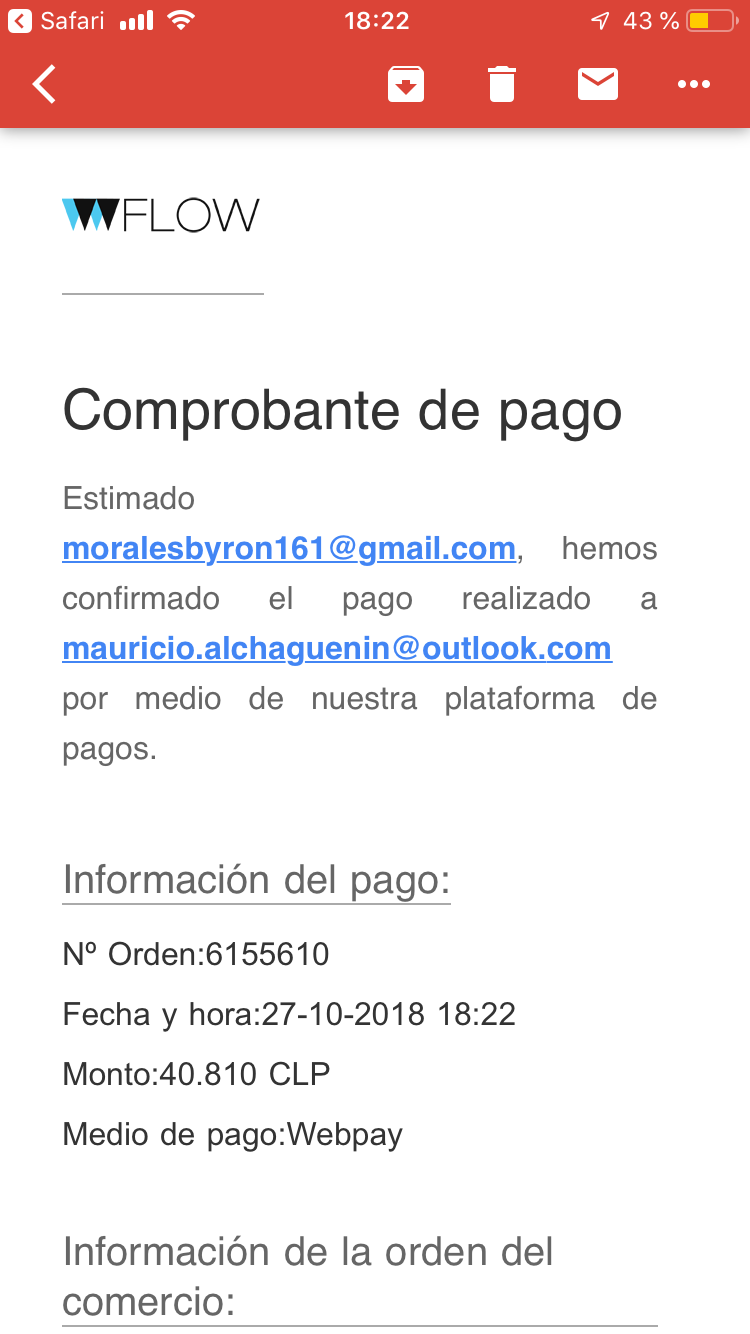 Safari 18:22 43 %
FLOW
Comprobante de pago
Estimado
moralesbyron161@gmail.com, hemos
confirmado el pago realizado a
mauricio.alchaguenin@outlook.com
por medio de nuestra plataforma de
pagos.
Información del pago:
Nº Orden:6155610
Fecha y hora:27-10-2018 18:22
Monto:40.810 CLP
Medio de pago:Webpay
Información de la orden del
comercio: